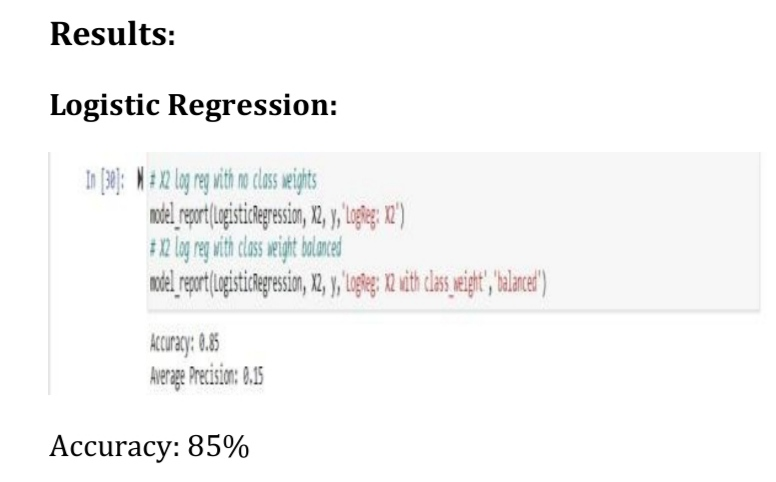 Results:
Logistic Regression:
In [30]: # X2 log reg with no class weights
model_report(LogisticRegression, X2, y,'LogReg: X2')
# X2 log reg with class weight balanced
model_report(LogisticRegression, X2, y,'LogReg: X2 with class_weight','balanced')
Accuracy: 0.85
Average Precision: 0.15
Accuracy: 85%